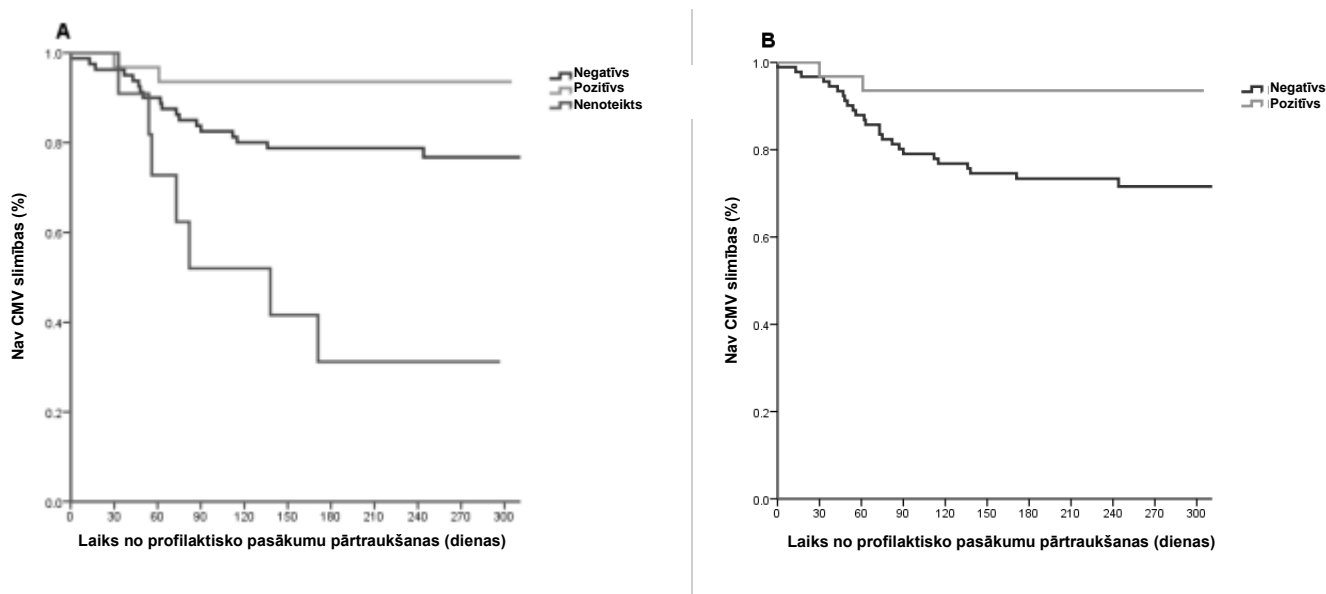 A
1.0
0.8
0.6
0.4
0.2
0.0
Nav CMV slimības (%)
0 30 60 90 120 150 180 210 240 270 300
Laiks no profilaktisko pasākumu pārtraukšanas (dienas)
Negatīvs
Pozitīvs
Nenoteikts
B
1.0
0.8
0.6
0.4
0.2
0.0
Nav CMV slimības (%)
0 30 60 90 120 150 180 210 240 270 300
Laiks no profilaktisko pasākumu pārtraukšanas (dienas)
Negatīvs
Pozitīvs